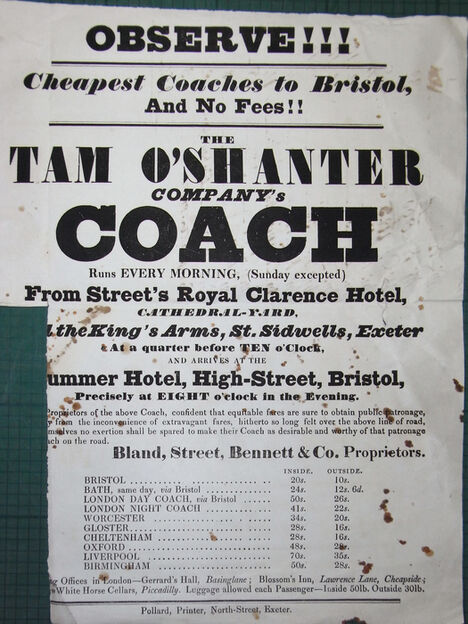 OBSERVE!!!
Cheapest Coaches to Bristol,
And No Fees!!
THE
TAM O'SHANTER
COMPANY's
COACH
Runs EVERY MORNING, (Sunday excepted)
From Street's Royal Clarence Hotel,
CATHEDRAL-YARD,
the King's Arms, St. Sidwells, Exeter
At a quarter before TEN o'Clock,
AND ARRIVES AT THE
ummer Hotel, High-Street, Bristol,
Precisely at EIGHT o'clock in the Evening.
roprietors of the above Coach, confident that equitable fares are sure to obtain public patronage,
from the inconvenience of extravagant fares, hitherto so long felt over the above line of road,
mselves no exertion shall be spared to make their Coach as desirable and worthy of that patronage
ach on the road.
Bland, Street, Bennett & Co. Proprietors.
INSIDE. OUTSIDE.
BRISTOL .................... 20s. 10s.
BATH, same day, via Bristol ............ 24s. 12s. 6d.
LONDON DAY COACH, via Bristol ...... 50s. 26s.
LONDON NIGHT COACH ............ 41s. 22s.
WORCESTER .................... 34s. 20s.
GLOSTER .................... 28s. 16s.
CHELTENHAM .................... 28s. 16s.
OXFORD .................... 48s. 28s.
LIVERPOOL .................... 70s. 35s.
BIRMINGHAM .................... 50s. 28s.
Offices in London—Gerrard's Hall, Basinglane; Blossom's Inn, Lawrence Lane, Cheapside;
White Horse Cellars, Piccadilly. Luggage allowed each Passenger—Inside 50lb. Outside 30lb.
Pollard, Printer, North-Street, Exeter.